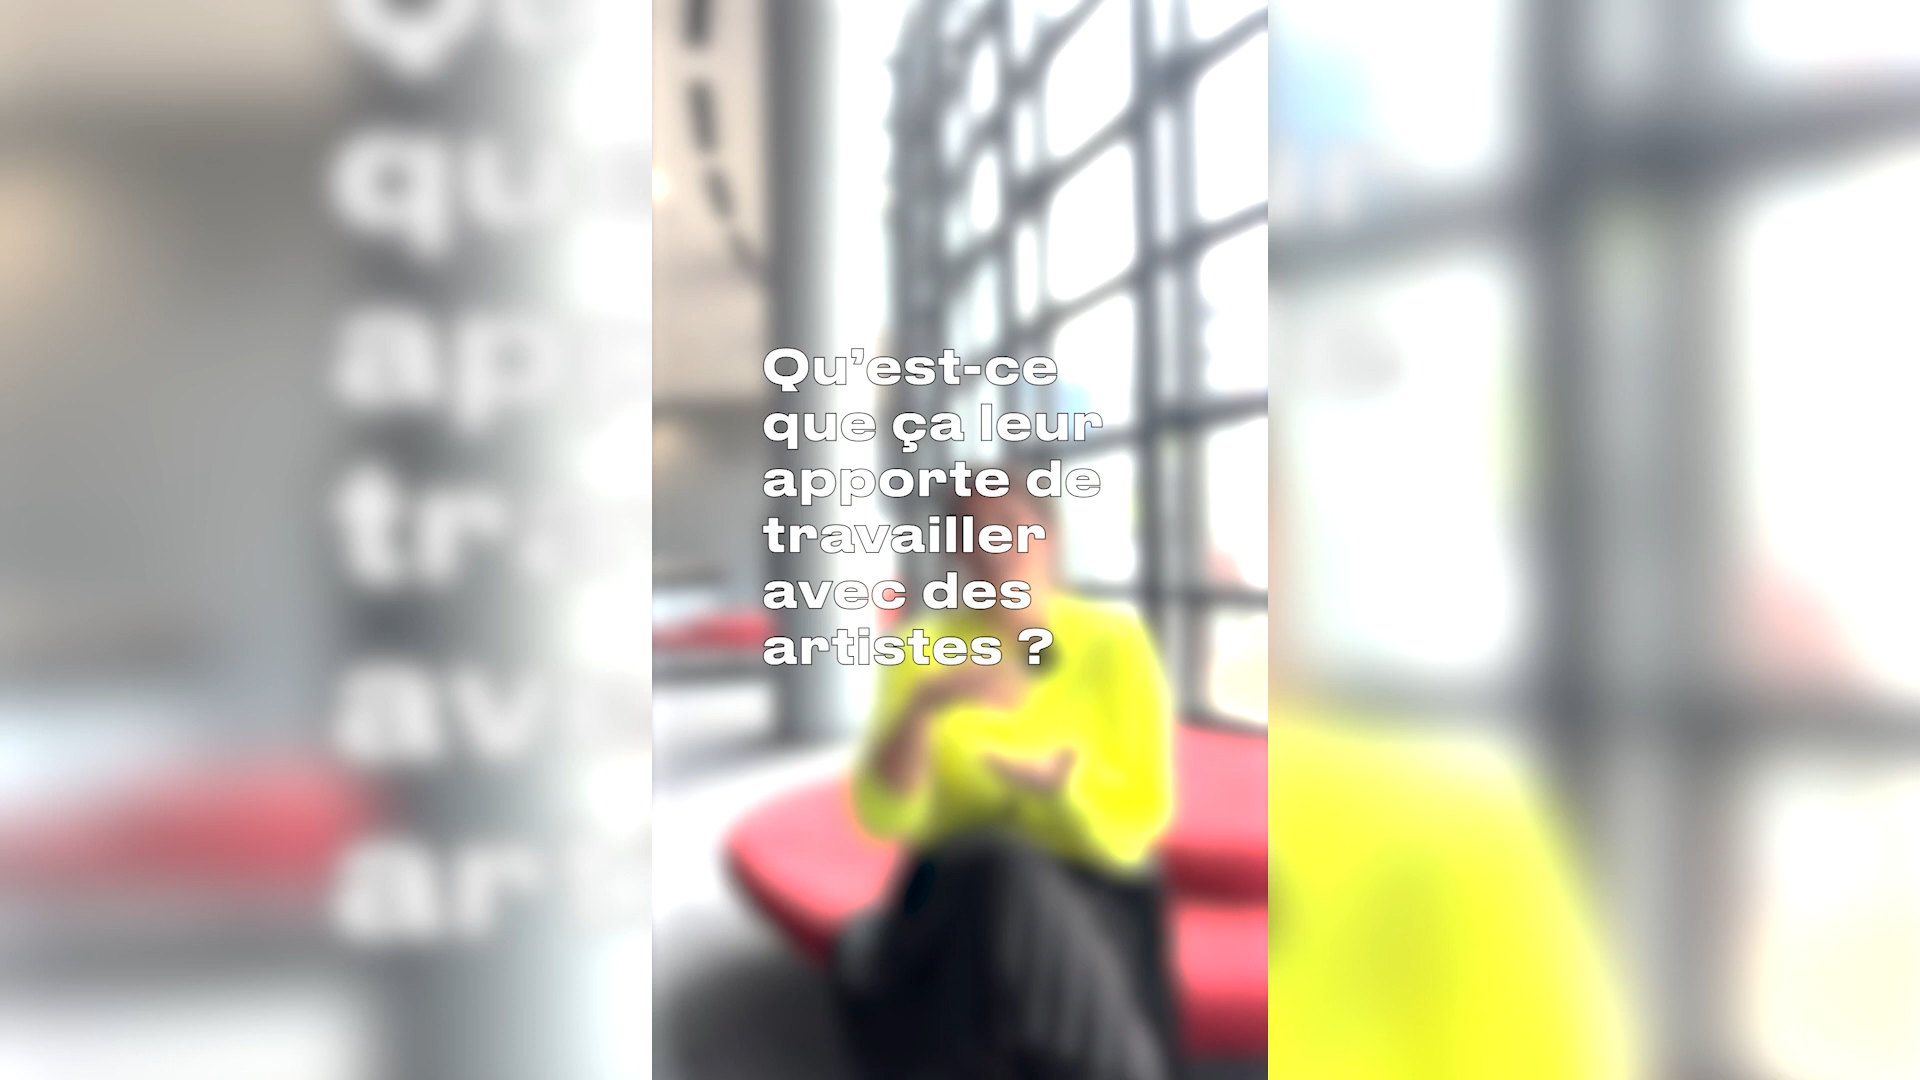 Qu’est-ce
que ça leur
apporte de
travailler
avec des
artistes ?